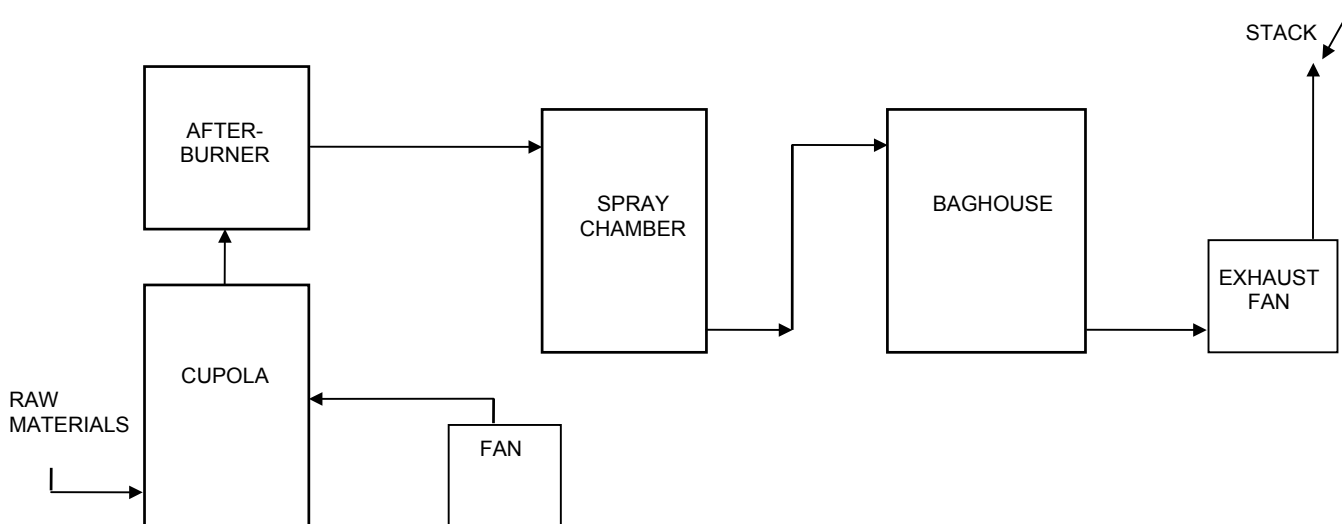 STACK
AFTER-
BURNER
SPRAY
CHAMBER
BAGHOUSE
EXHAUST
FAN
CUPOLA
RAW
MATERIALS
FAN